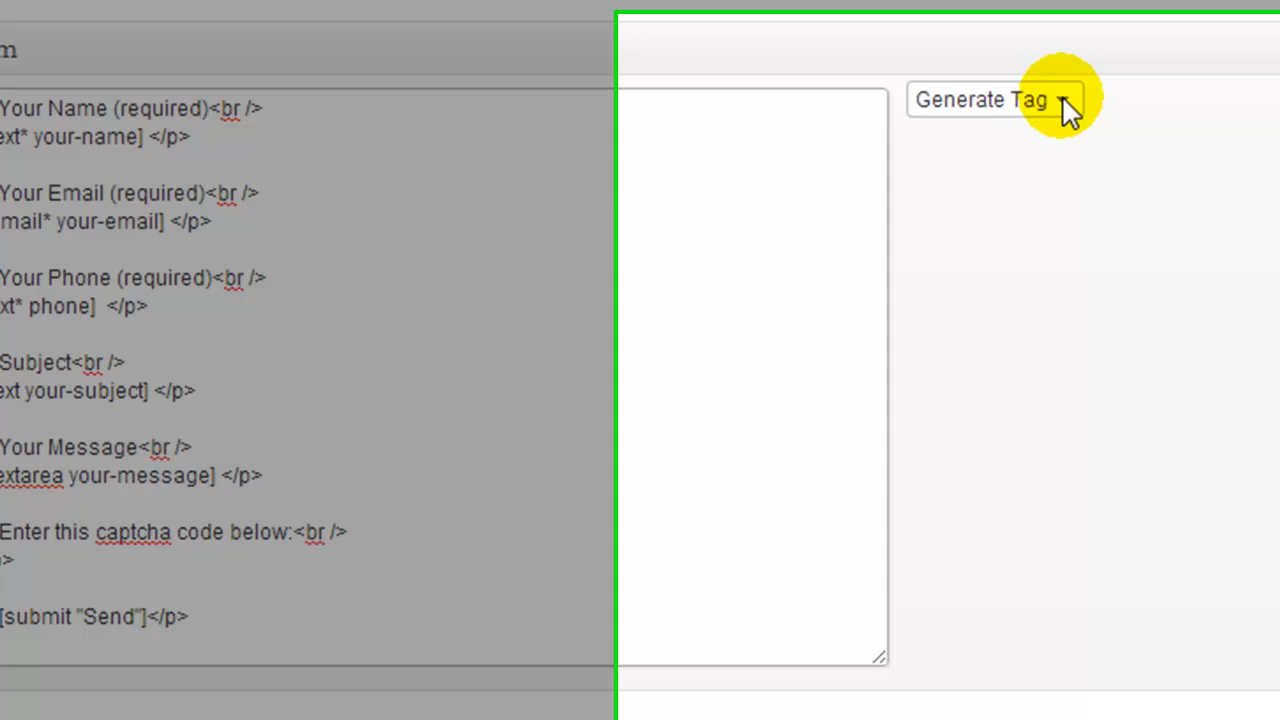 m
Generate Tag
Your Name (required)<br />
ext* your-name] </p>
Your Email (required)<br />
mail* your-email] </p>
Your Phone (required)<br />
xt* phone]  </p>
Subject<br />
ext your-subject] </p>
Your Message<br />
extarea your-message] </p>
Enter this captcha code below:<br />
>
[submit "Send"]</p>